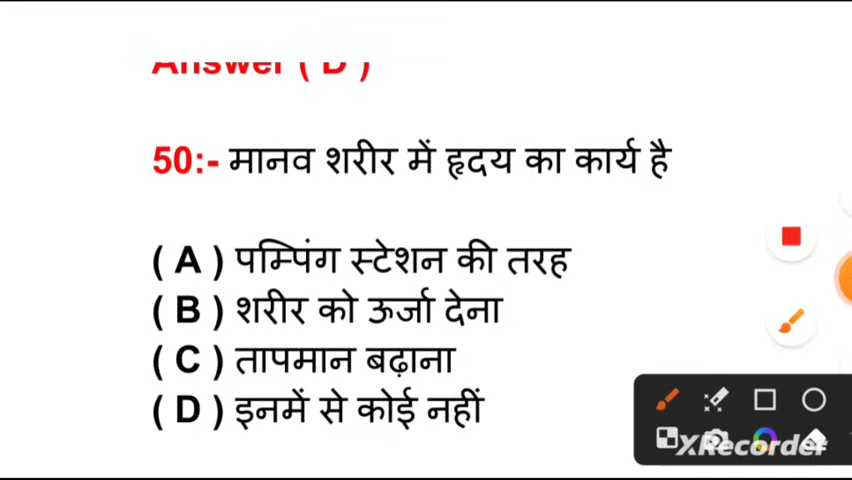 Answer ( D )
50:- मानव शरीर में हृदय का कार्य है
( A ) पम्पिंग स्टेशन की तरह
( B ) शरीर को ऊर्जा देना
( C ) तापमान बढ़ाना
( D ) इनमें से कोई नहीं
XRecorder